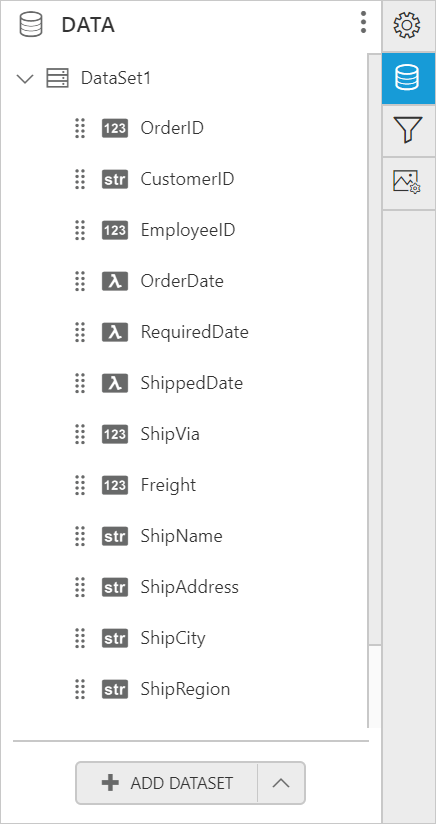 DATA
DataSet1
123 OrderID
str CustomerID
123 EmployeeID
λ OrderDate
λ RequiredDate
λ ShippedDate
123 ShipVia
123 Freight
str ShipName
str ShipAddress
str ShipCity
str ShipRegion
ADD DATASET